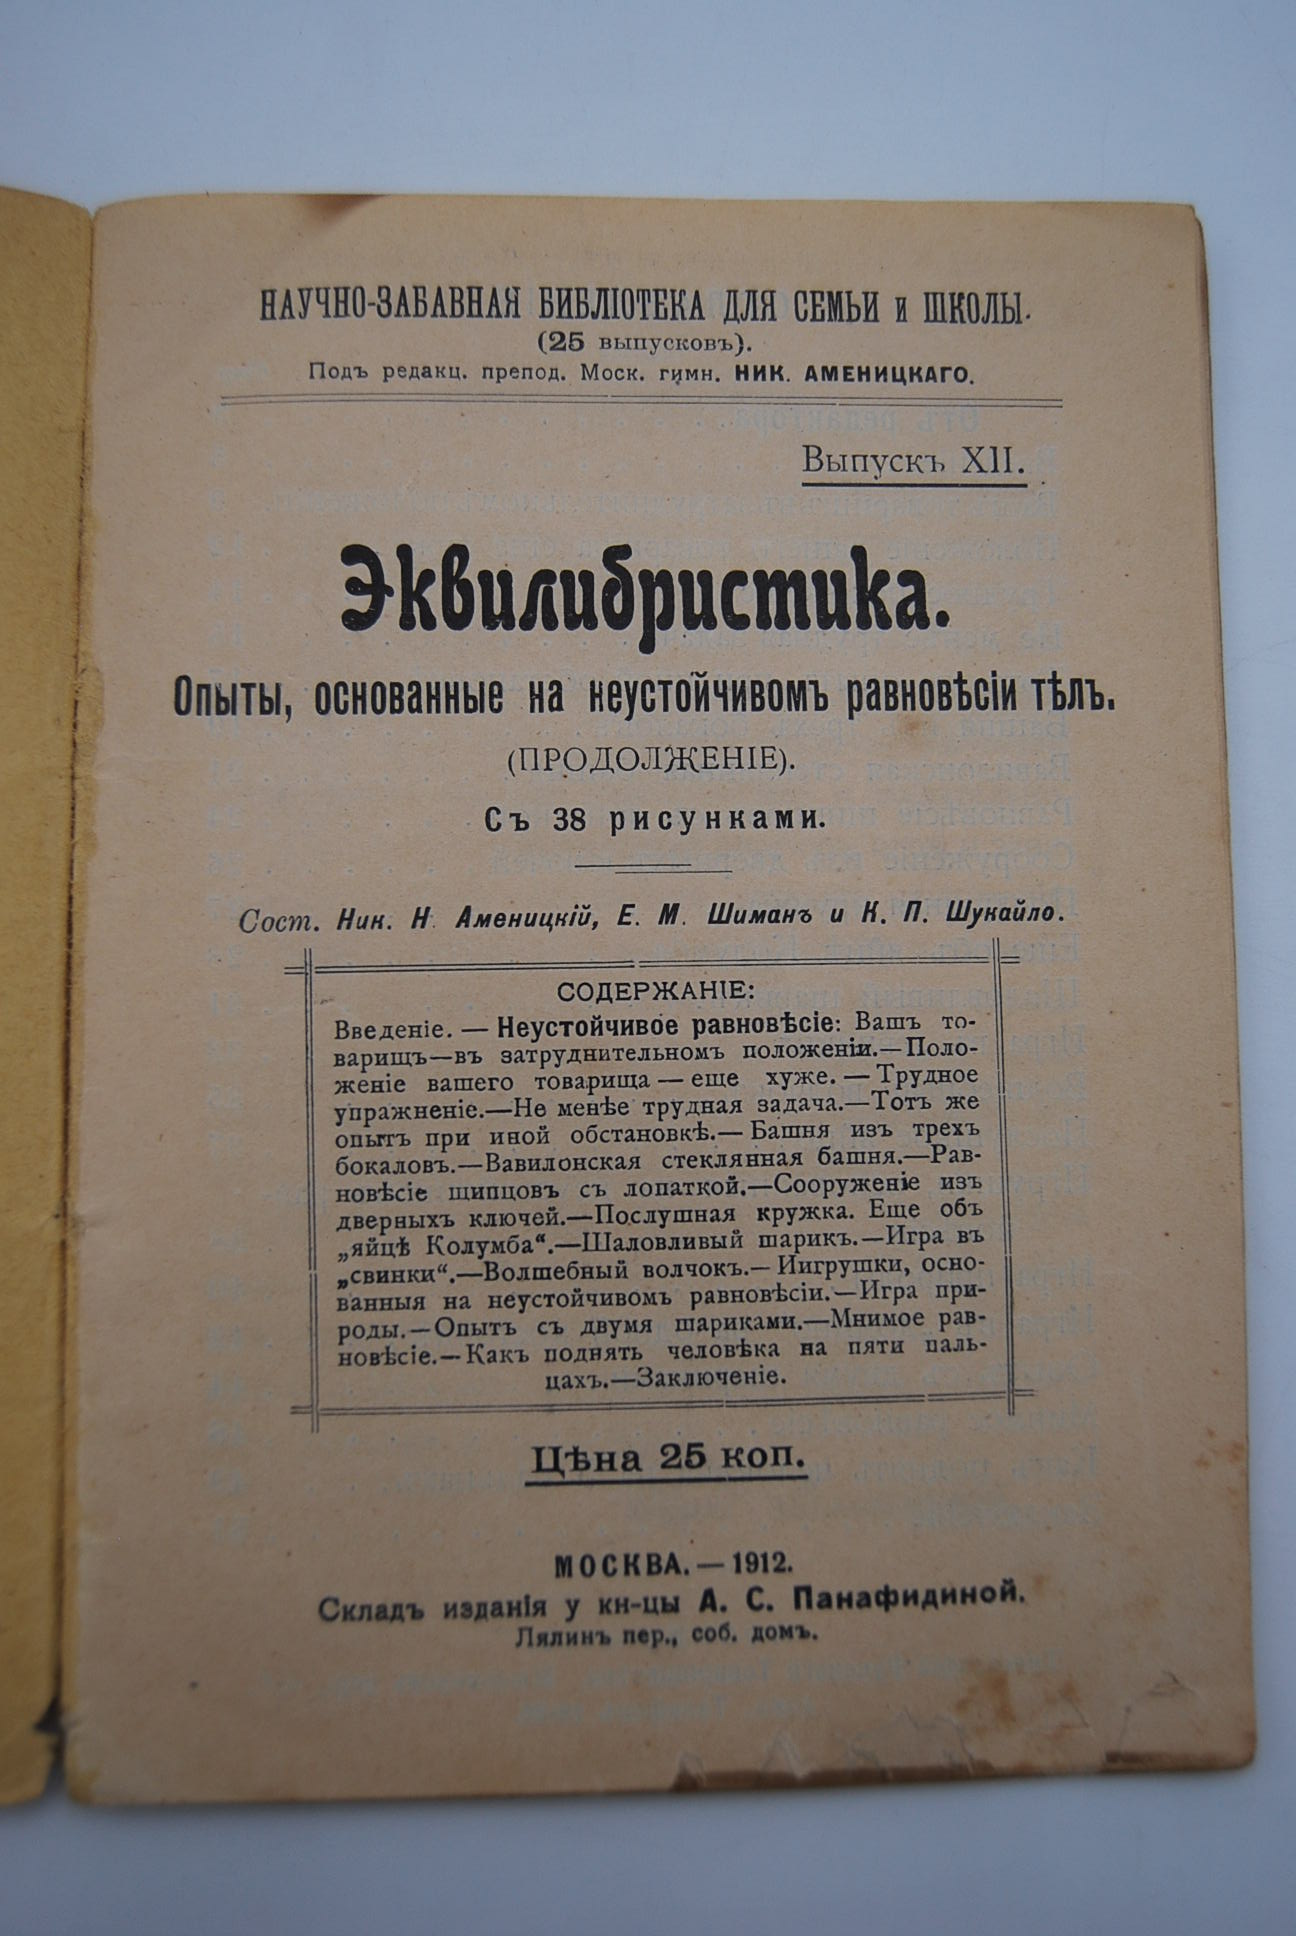 НАУЧНО-ЗАБАВНАЯ БИБЛІОТЕКА ДЛЯ СЕМЬИ и ШКОЛЫ.
(25 выпусковъ).
Подъ редакц. препод. Моск. гимн. НИК. АМЕНИЦКАГО.
Выпускъ XII.
Эквилибристика.
Опыты, основанные на неустойчивомъ равновѣсіи тѣлъ.
(ПРОДОЛЖЕНІЕ).
Съ 38 рисунками.
Сост. Ник. Н. Аменицкій, Е. М. Шиманъ и К. П. Шукайло.
СОДЕРЖАНІЕ:
Введеніе. — Неустойчивое равновѣсіе: Вашъ то-
варищъ—въ затруднительномъ положеніи.—Поло-
женіе вашего товарища — еще хуже. — Трудное
упражненіе.—Не менѣе трудная задача.—Тотъ же
опытъ при иной обстановкѣ.—Башня изъ трехъ
бокаловъ.—Вавилонская стеклянная башня.—Рав-
новѣсіе щипцовъ съ лопаткой.—Сооруженіе изъ
дверныхъ ключей.—Послушная кружка. Еще объ
„яйцѣ Колумба“.—Шаловливый шарикъ.—Игра въ
„свинки“.—Волшебный волчокъ.—Иигрушки, осно-
ванныя на неустойчивомъ равновѣсіи.—Игра при-
роды.—Опытъ съ двумя шариками.—Мнимое рав-
новѣсіе.—Какъ поднять человѣка на пяти паль-
цахъ.—Заключеніе.
Цѣна 25 коп.
МОСКВА.—1912.
Складъ изданія у кн-цы А. С. Панафидиной.
Лялинъ пер., соб. домъ.